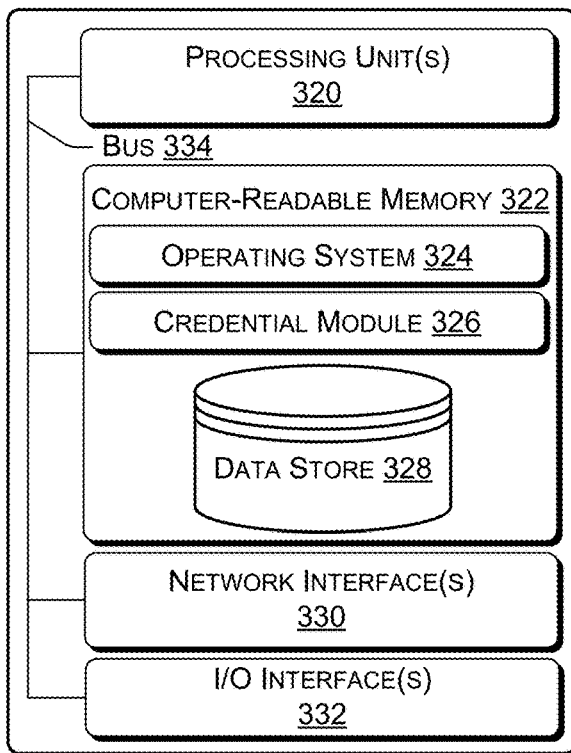 PROCESSING UNIT(S)
320
BUS 334
COMPUTER-READABLE MEMORY 322
OPERATING SYSTEM 324
CREDENTIAL MODULE 326
DATA STORE 328
NETWORK INTERFACE(S)
330
I/O INTERFACE(S)
332